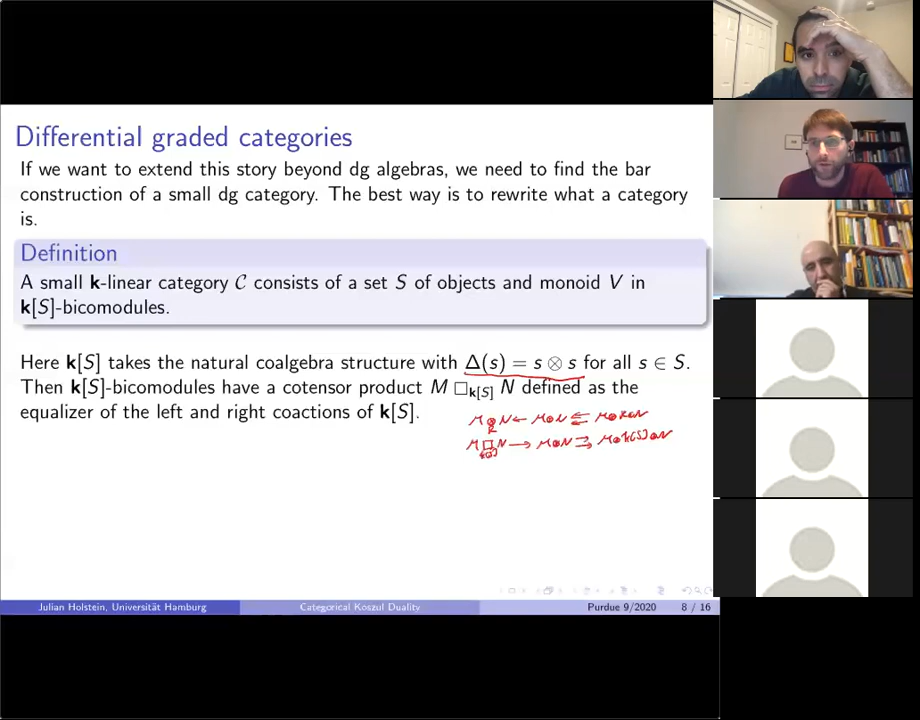 Differential graded categories
If we want to extend this story beyond dg algebras, we need to find the bar
construction of a small dg category. The best way is to rewrite what a category
is.
Definition
A small k-linear category 𝒞 consists of a set S of objects and monoid V in
k[S]-bicomodules.
Here k[S] takes the natural coalgebra structure with Δ(s) = s ⊗ s for all s ∈ S.
Then k[S]-bicomodules have a cotensor product M □_k[S] N defined as the
equalizer of the left and right coactions of k[S].
M ⊗_R N ← M⊗N ⇇ M⊗R⊗N
M □_k[S] N → M⊗N ⇉ M⊗k[S]⊗N
Julian Holstein, Universität Hamburg Categorical Koszul Duality Purdue 9/2020 8 / 16